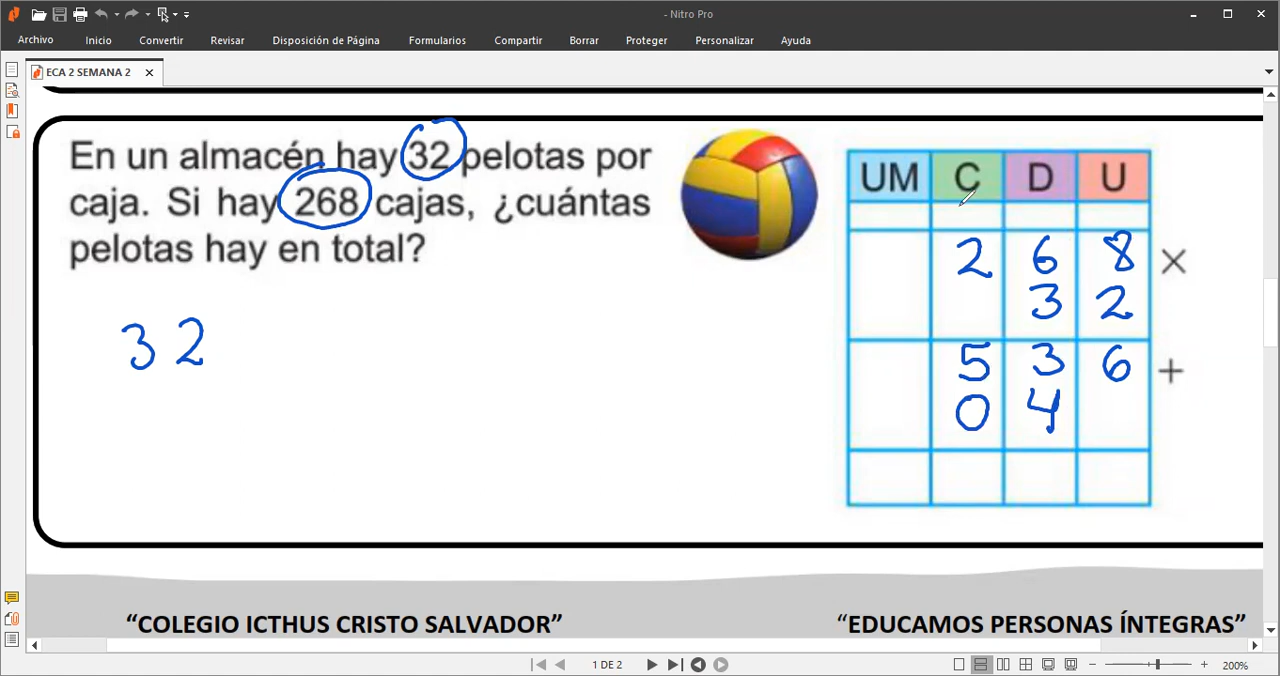 - Nitro Pro
Archivo Inicio Convertir Revisar Disposición de Página Formularios Compartir Borrar Proteger Personalizar Ayuda
ECA 2 SEMANA 2
En un almacén hay 32 pelotas por
caja. Si hay 268 cajas, ¿cuántas
pelotas hay en total?
3 2
UM C D U
2 6 8 ×
3 2
5 3 6 +
0 4
“COLEGIO ICTHUS CRISTO SALVADOR” “EDUCAMOS PERSONAS ÍNTEGRAS”
1 DE 2
200%